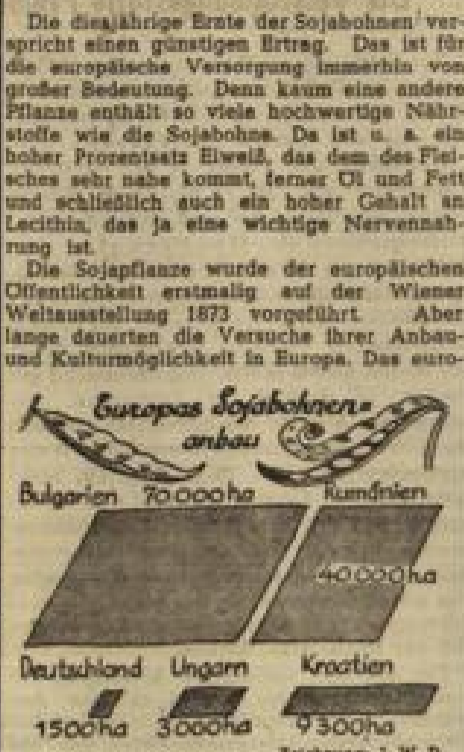 Die diesjährige Ernte der Sojabohnen ver-
spricht einen günstigen Ertrag. Das ist für
die europäische Versorgung immerhin von
großer Bedeutung. Denn kaum eine andere
Pflanze enthält so viele hochwertige Nähr-
stoffe wie die Sojabohne. Da ist u. a. ein
hoher Prozentsatz Eiweiß, das dem des Flei-
sches sehr nahe kommt, ferner Öl und Fett
und schließlich auch ein hoher Gehalt an
Lecithin, das ja eine wichtige Nervennah-
rung ist.
Die Sojapflanze wurde der europäischen
Öffentlichkeit erstmalig auf der Wiener
Weltausstellung 1873 vorgeführt. Aber
lange dauerten die Versuche ihrer Anbau-
und Kulturmöglichkeit in Europa. Das euro-
Europas Sojabohnen=
anbau
Bulgarien 70.000 ha Rumänien
40.000 ha
Deutschland Ungarn Kroatien
1500 ha 3000 ha 9300 ha